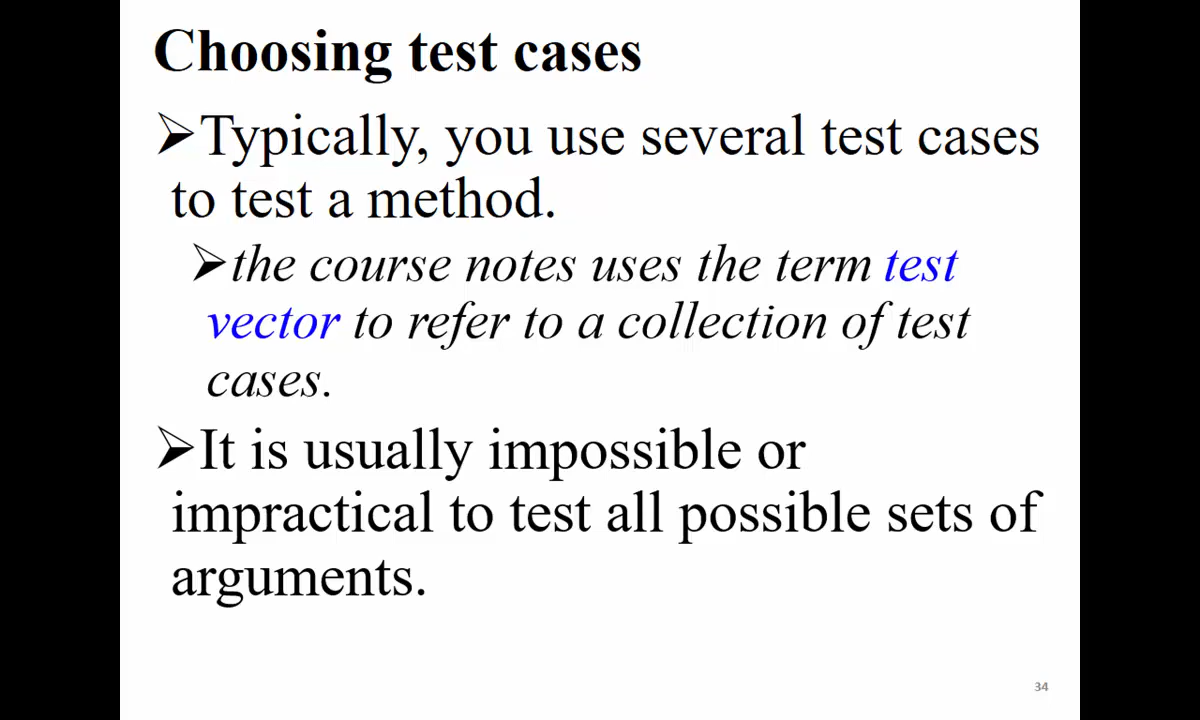 Choosing test cases
➢Typically, you use several test cases
to test a method.
➢the course notes uses the term test
vector to refer to a collection of test
cases.
➢It is usually impossible or
impractical to test all possible sets of
arguments.
34